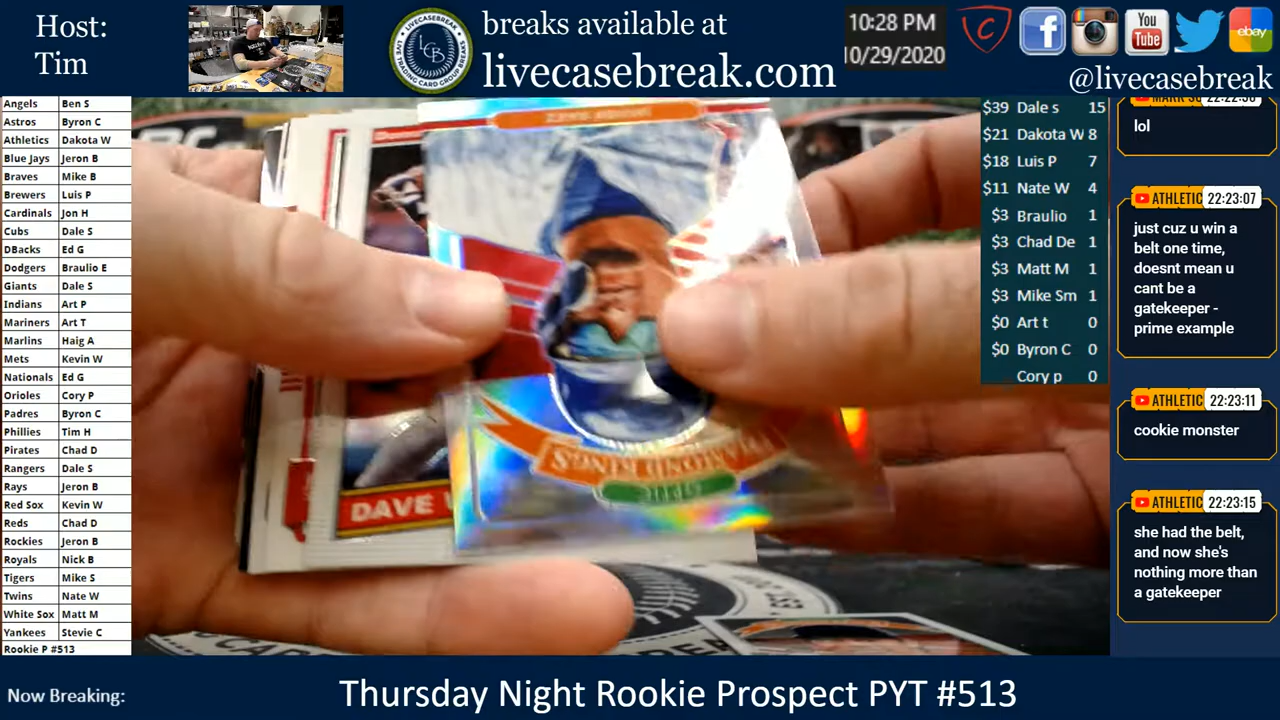 Host:
Tim
LIVECASEBREAK
LCB
TRADING CARD GROUP BREAKS
breaks available at
livecasebreak.com
10:28 PM
10/29/2020
You
Tube
ebay
@livecasebreak
Angels Ben S
Astros Byron C
Athletics Dakota W
Blue Jays Jeron B
Braves Mike B
Brewers Luis P
Cardinals Jon H
Cubs Dale S
DBacks Ed G
Dodgers Braulio E
Giants Dale S
Indians Art P
Mariners Art T
Marlins Haig A
Mets Kevin W
Nationals Ed G
Orioles Cory P
Padres Byron C
Phillies Tim H
Pirates Chad D
Rangers Dale S
Rays Jeron B
Red Sox Kevin W
Reds Chad D
Rockies Jeron B
Royals Nick B
Tigers Mike S
Twins Nate W
White Sox Matt M
Yankees Stevie C
Rookie P #513
DIAMOND KINGS
DAVE
$39 Dale s 15
$21 Dakota W 8
$18 Luis P 7
$11 Nate W 4
$3 Braulio 1
$3 Chad De 1
$3 Matt M 1
$3 Mike Sm 1
$0 Art t 0
$0 Byron C 0
Cory p 0
lol
ATHLETIC 22:23:07
just cuz u win a
belt one time,
doesnt mean u
cant be a
gatekeeper -
prime example
ATHLETIC 22:23:11
cookie monster
ATHLETIC 22:23:15
she had the belt,
and now she's
nothing more than
a gatekeeper
Now Breaking:
Thursday Night Rookie Prospect PYT #513